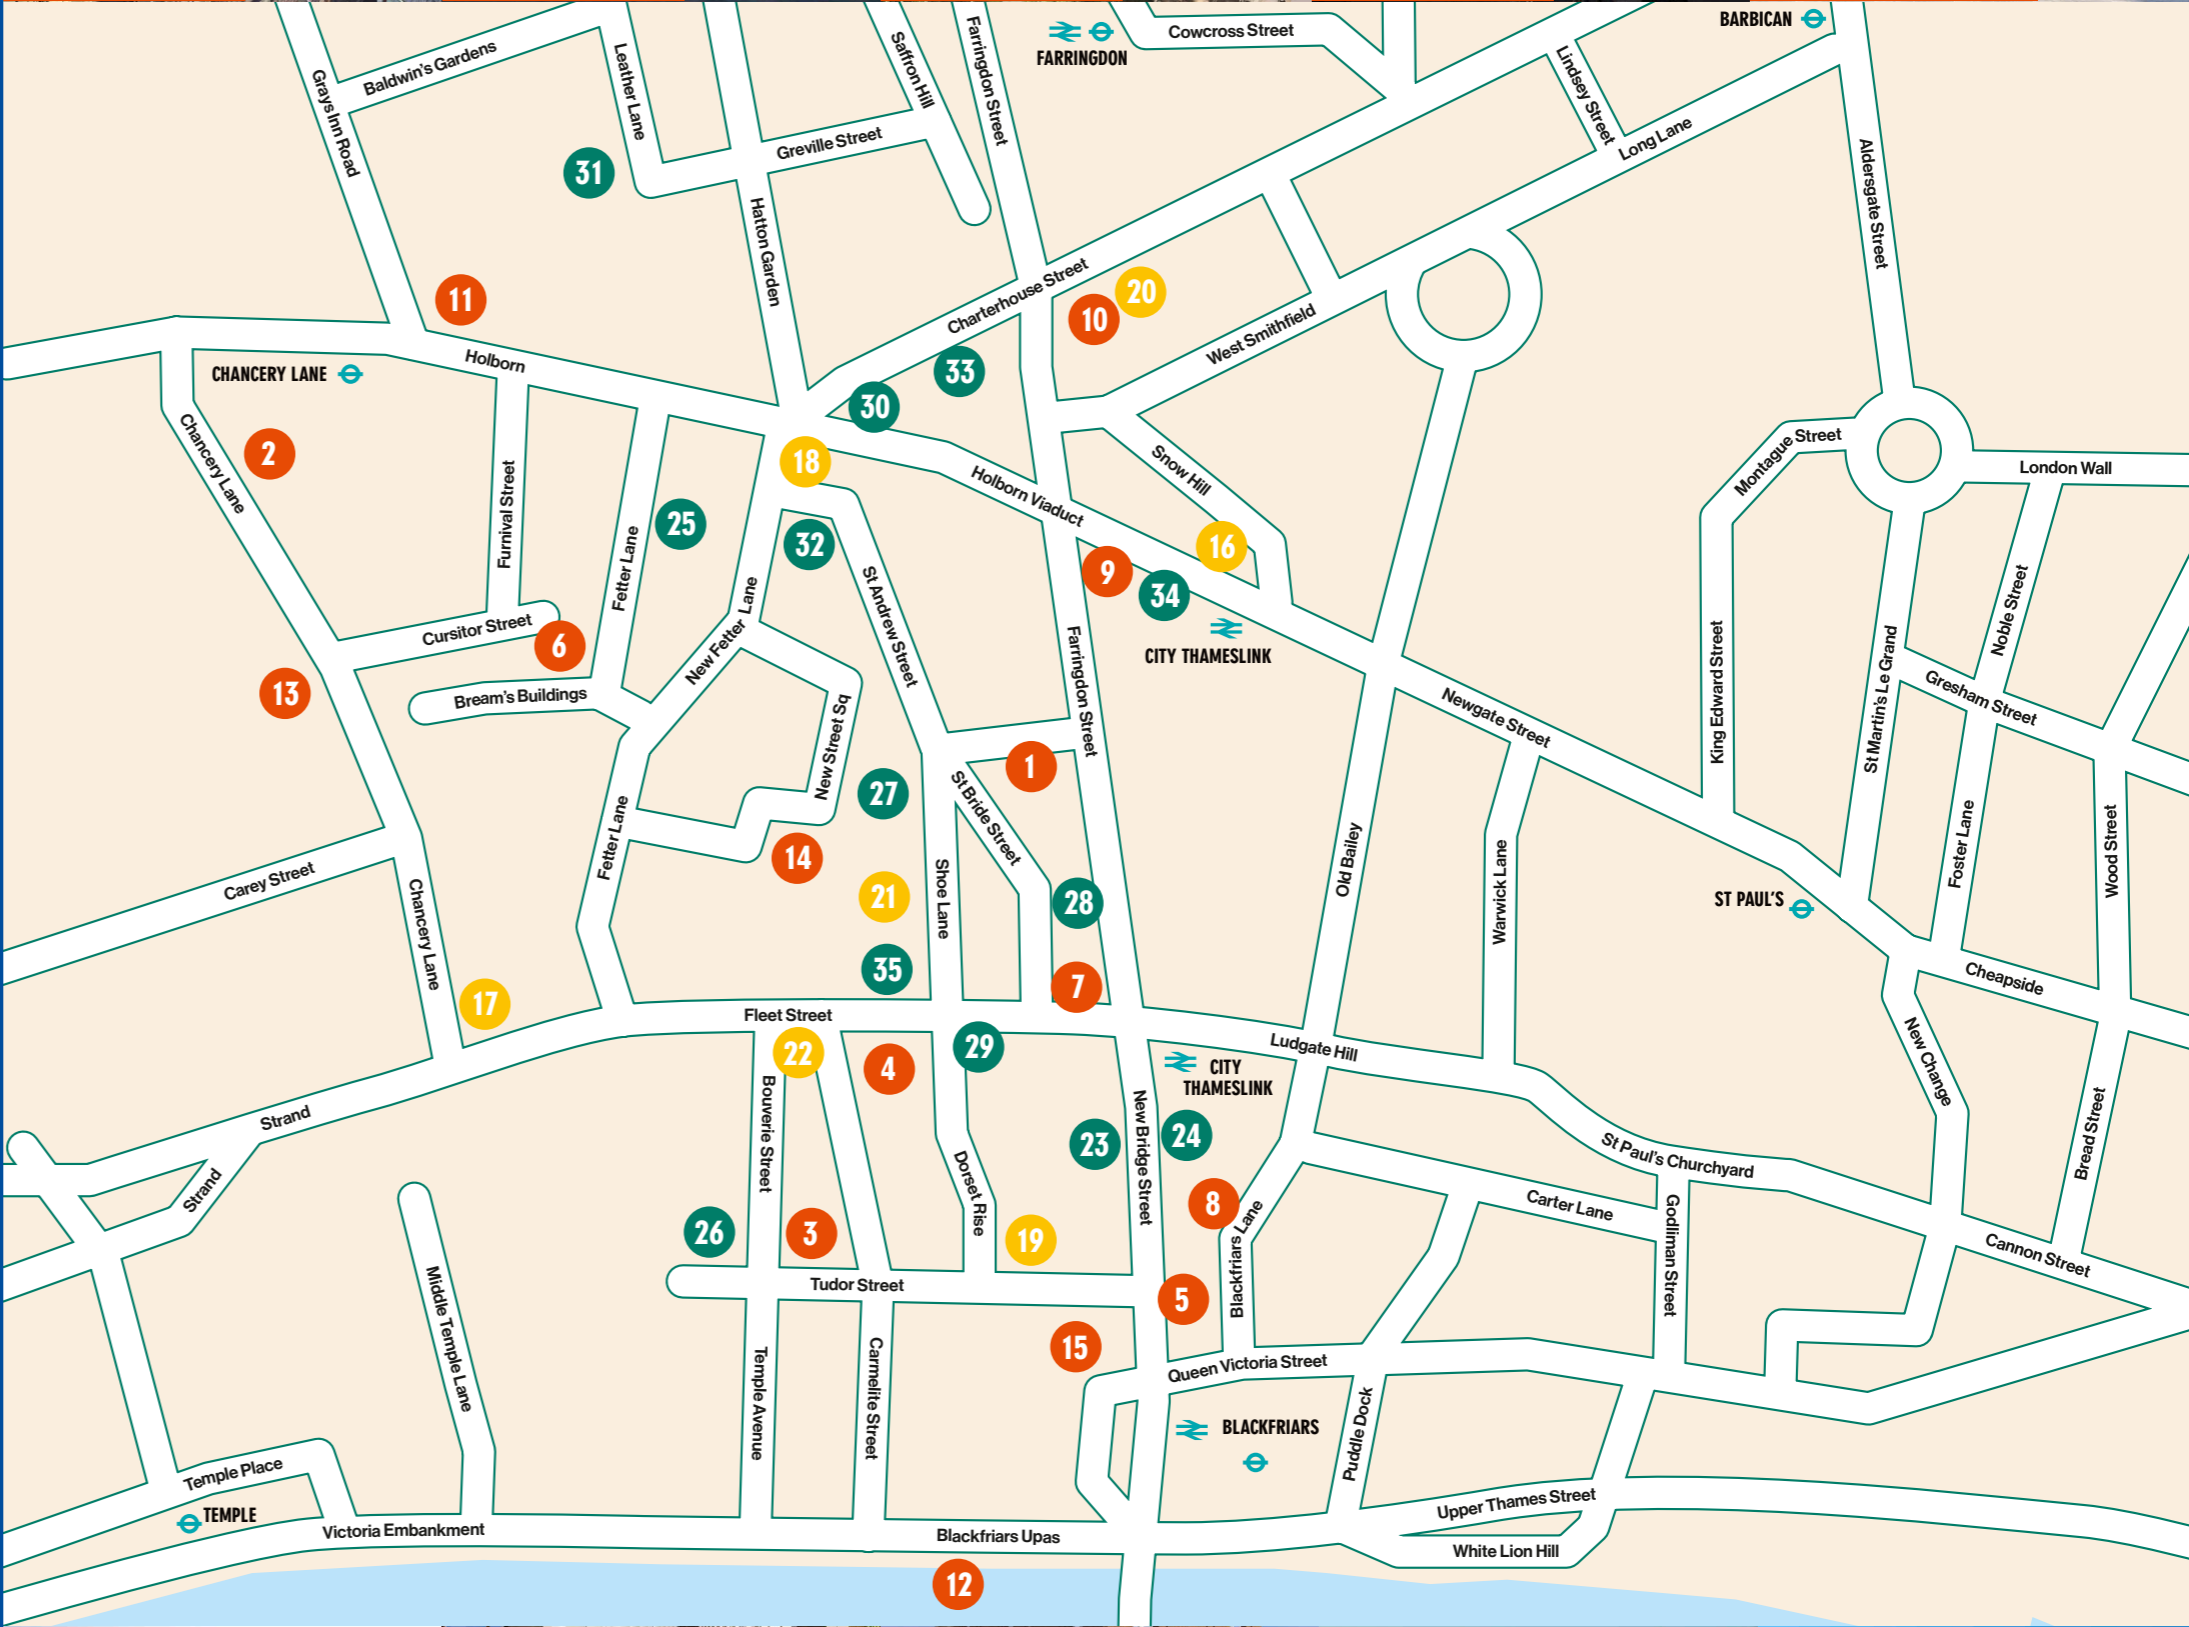 BARBICAN
FARRINGDON
Cowcross Street
Baldwin's Gardens
Leather Lane
Saffron Hill
Farringdon Street
Lindsey Street
Long Lane
Grays Inn Road
Greville Street
Aldersgate Street
31
Hatton Garden
11
Charterhouse Street
20
10
West Smithfield
Holborn
CHANCERY LANE
33
30
Chancery Lane
2
18
Snow Hill
Montague Street
London Wall
Furnival Street
Fetter Lane
25
32
Holborn Viaduct
16
9
34
CITY THAMESLINK
St Andrew Street
New Fetter Lane
Noble Street
King Edward Street
St Martin's Le Grand
Gresham Street
Cursitor Street
6
13
Bream's Buildings
New Street Sq
Farringdon Street
Newgate Street
27
1
St Bride Street
14
Fetter Lane
Carey Street
Chancery Lane
21
Shoe Lane
28
Old Bailey
Warwick Lane
ST PAUL'S
Foster Lane
Wood Street
35
7
17
Cheapside
Fleet Street
22
4
29
CITY
THAMESLINK
Ludgate Hill
New Change
Strand
Bouverie Street
Dorset Rise
23
New Bridge Street
24
St Paul's Churchyard
Bread Street
Strand
26
3
19
8
Blackfriars Lane
Carter Lane
Godliman Street
Cannon Street
Middle Temple Lane
Tudor Street
5
15
Temple Avenue
Carmelite Street
Queen Victoria Street
BLACKFRIARS
Puddle Dock
Temple Place
TEMPLE
Victoria Embankment
Blackfriars Upas
Upper Thames Street
White Lion Hill
12